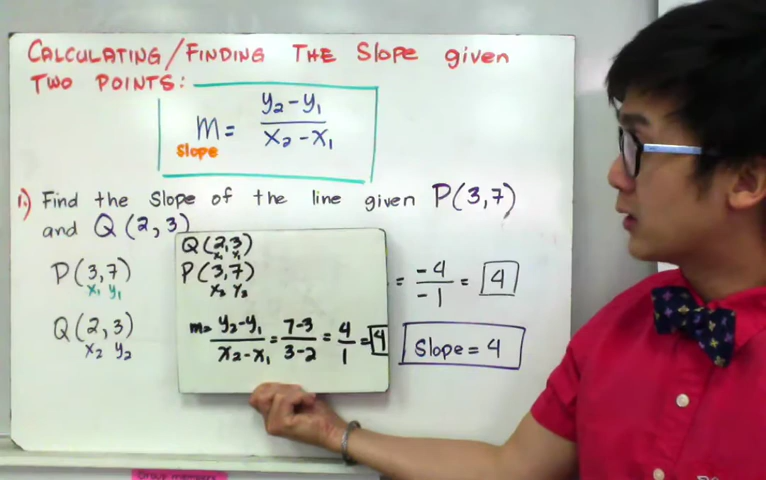 CALCULATING/FINDING THE SLOPE given
TWO POINTS:
m = y₂ - y₁ / x₂ - x₁
Slope
1.) Find the Slope of the line given P(3,7)
and Q(2,3)
P(3,7)
x₁ y₁
Q(2,3)
x₂ y₂
Q(2,3)
x₁ y₁
P(3,7)
x₂ y₂
m = y₂-y₁ / x₂-x₁ = 7-3 / 3-2 = 4/1 = 4
= -4/-1 = 4
Slope = 4